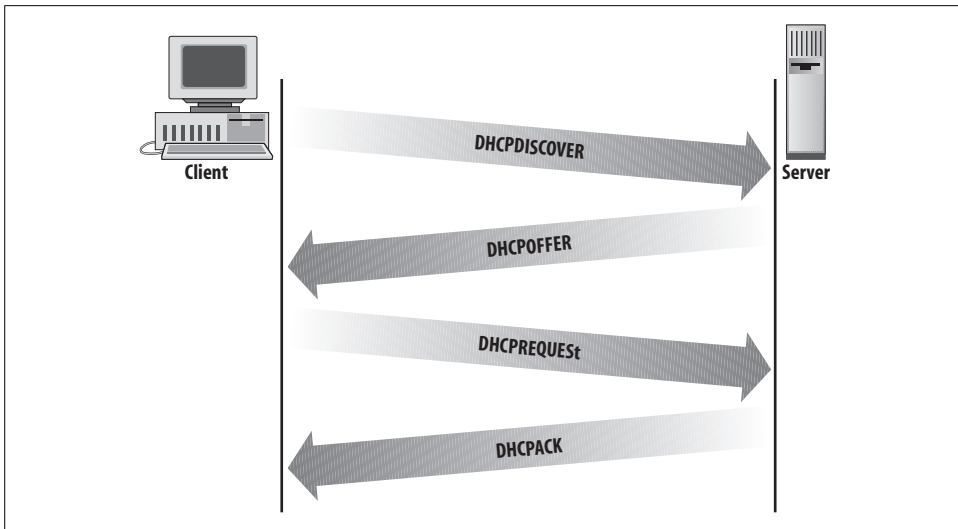 Client
Server
DHCPDISCOVER
DHCPOFFER
DHCPREQUESt
DHCPACK